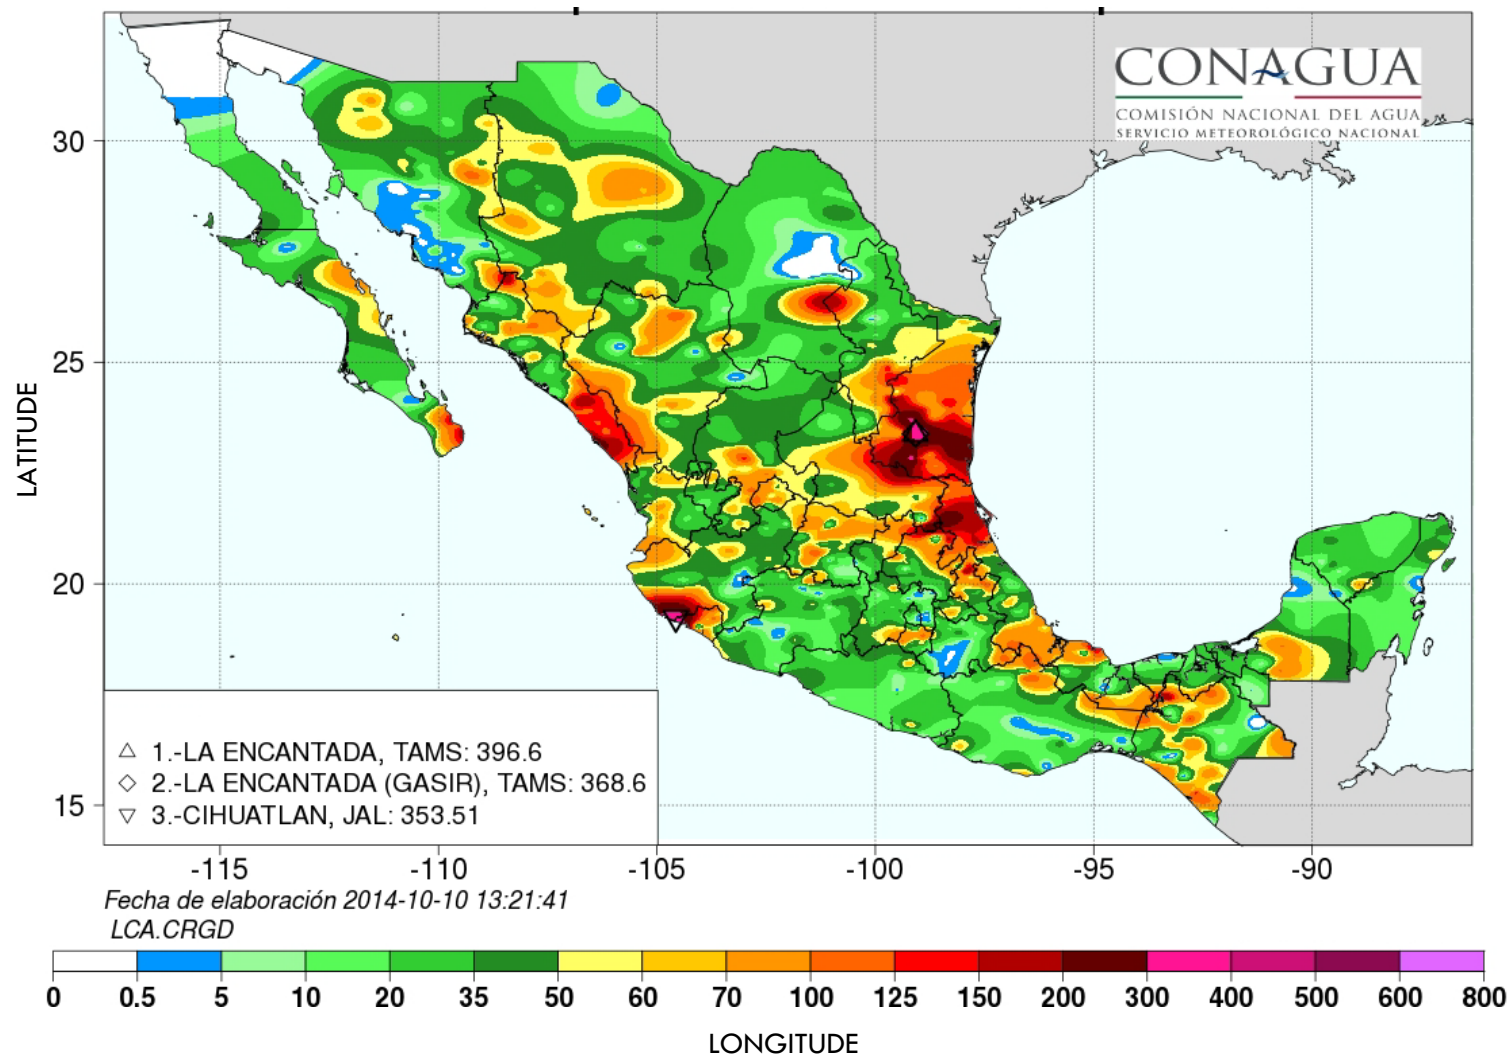 CONAGUA
COMISIÓN NACIONAL DEL AGUA
SERVICIO METEOROLÓGICO NACIONAL
30
25
20
15
LATITUDE
△ 1.-LA ENCANTADA, TAMS: 396.6
◇ 2.-LA ENCANTADA (GASIR), TAMS: 368.6
▽ 3.-CIHUATLAN, JAL: 353.51
-115 -110 -105 -100 -95 -90
Fecha de elaboración 2014-10-10 13:21:41
LCA.CRGD
0 0.5 5 10 20 35 50 60 70 100 125 150 200 300 400 500 600 800
LONGITUDE